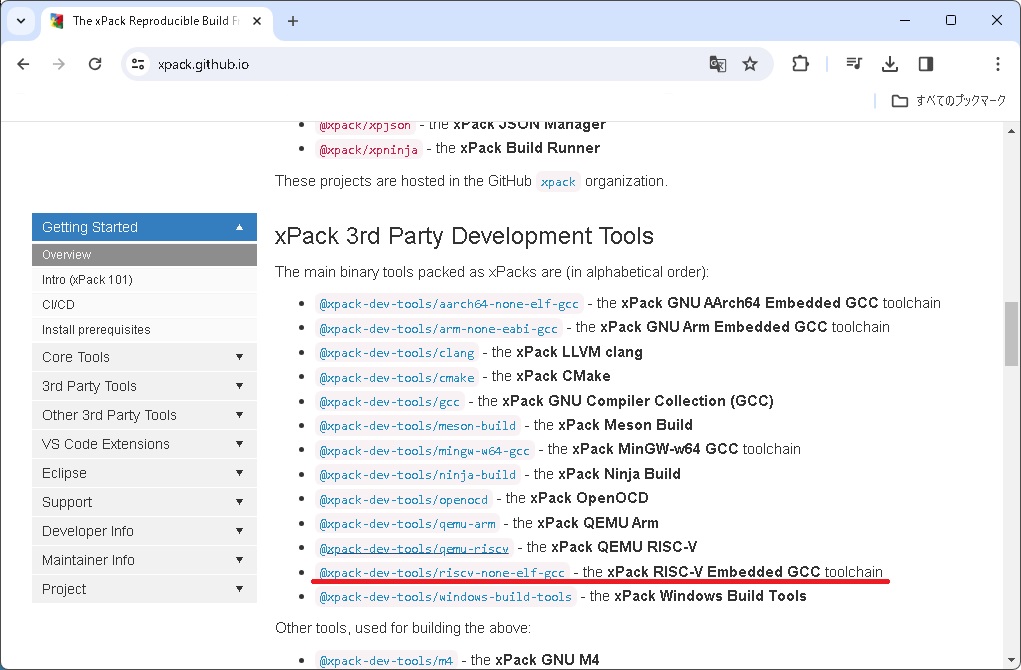 The xPack Reproducible Build Fr
xpack.github.io
すべてのブックマーク
@xpack/xpjson - the xPack JSON Manager
@xpack/xpninja - the xPack Build Runner
These projects are hosted in the GitHub xpack organization.
Getting Started
Overview
Intro (xPack 101)
CI/CD
Install prerequisites
Core Tools
3rd Party Tools
Other 3rd Party Tools
VS Code Extensions
Eclipse
Support
Developer Info
Maintainer Info
Project
xPack 3rd Party Development Tools
The main binary tools packed as xPacks are (in alphabetical order):
@xpack-dev-tools/aarch64-none-elf-gcc - the xPack GNU AArch64 Embedded GCC toolchain
@xpack-dev-tools/arm-none-eabi-gcc - the xPack GNU Arm Embedded GCC toolchain
@xpack-dev-tools/clang - the xPack LLVM clang
@xpack-dev-tools/cmake - the xPack CMake
@xpack-dev-tools/gcc - the xPack GNU Compiler Collection (GCC)
@xpack-dev-tools/meson-build - the xPack Meson Build
@xpack-dev-tools/mingw-w64-gcc - the xPack MinGW-w64 GCC toolchain
@xpack-dev-tools/ninja-build - the xPack Ninja Build
@xpack-dev-tools/openocd - the xPack OpenOCD
@xpack-dev-tools/qemu-arm - the xPack QEMU Arm
@xpack-dev-tools/qemu-riscv - the xPack QEMU RISC-V
@xpack-dev-tools/riscv-none-elf-gcc - the xPack RISC-V Embedded GCC toolchain
@xpack-dev-tools/windows-build-tools - the xPack Windows Build Tools
Other tools, used for building the above:
@xpack-dev-tools/m4 - the xPack GNU M4